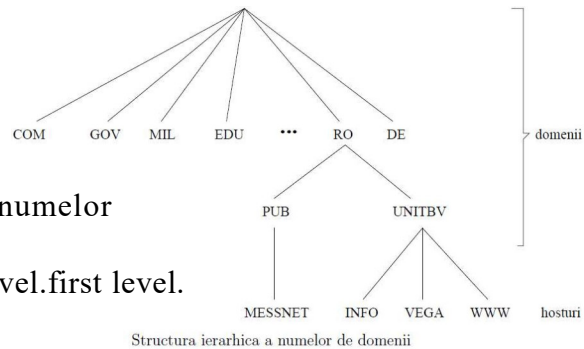 COM GOV MIL EDU ... RO DE
domenii
numelor
PUB UNITBV
vel.first level.
MESSNET INFO VEGA WWW hosturi
Structura ierarhica a numelor de domenii